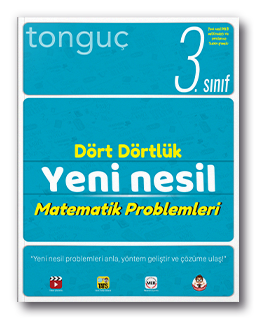 tonguç
3. sınıf
Dört Dörtlük
Yeni nesil
Matematik Problemleri
"Yeni nesil problemleri anla, yöntem geliştir ve çözüme ulaş!"